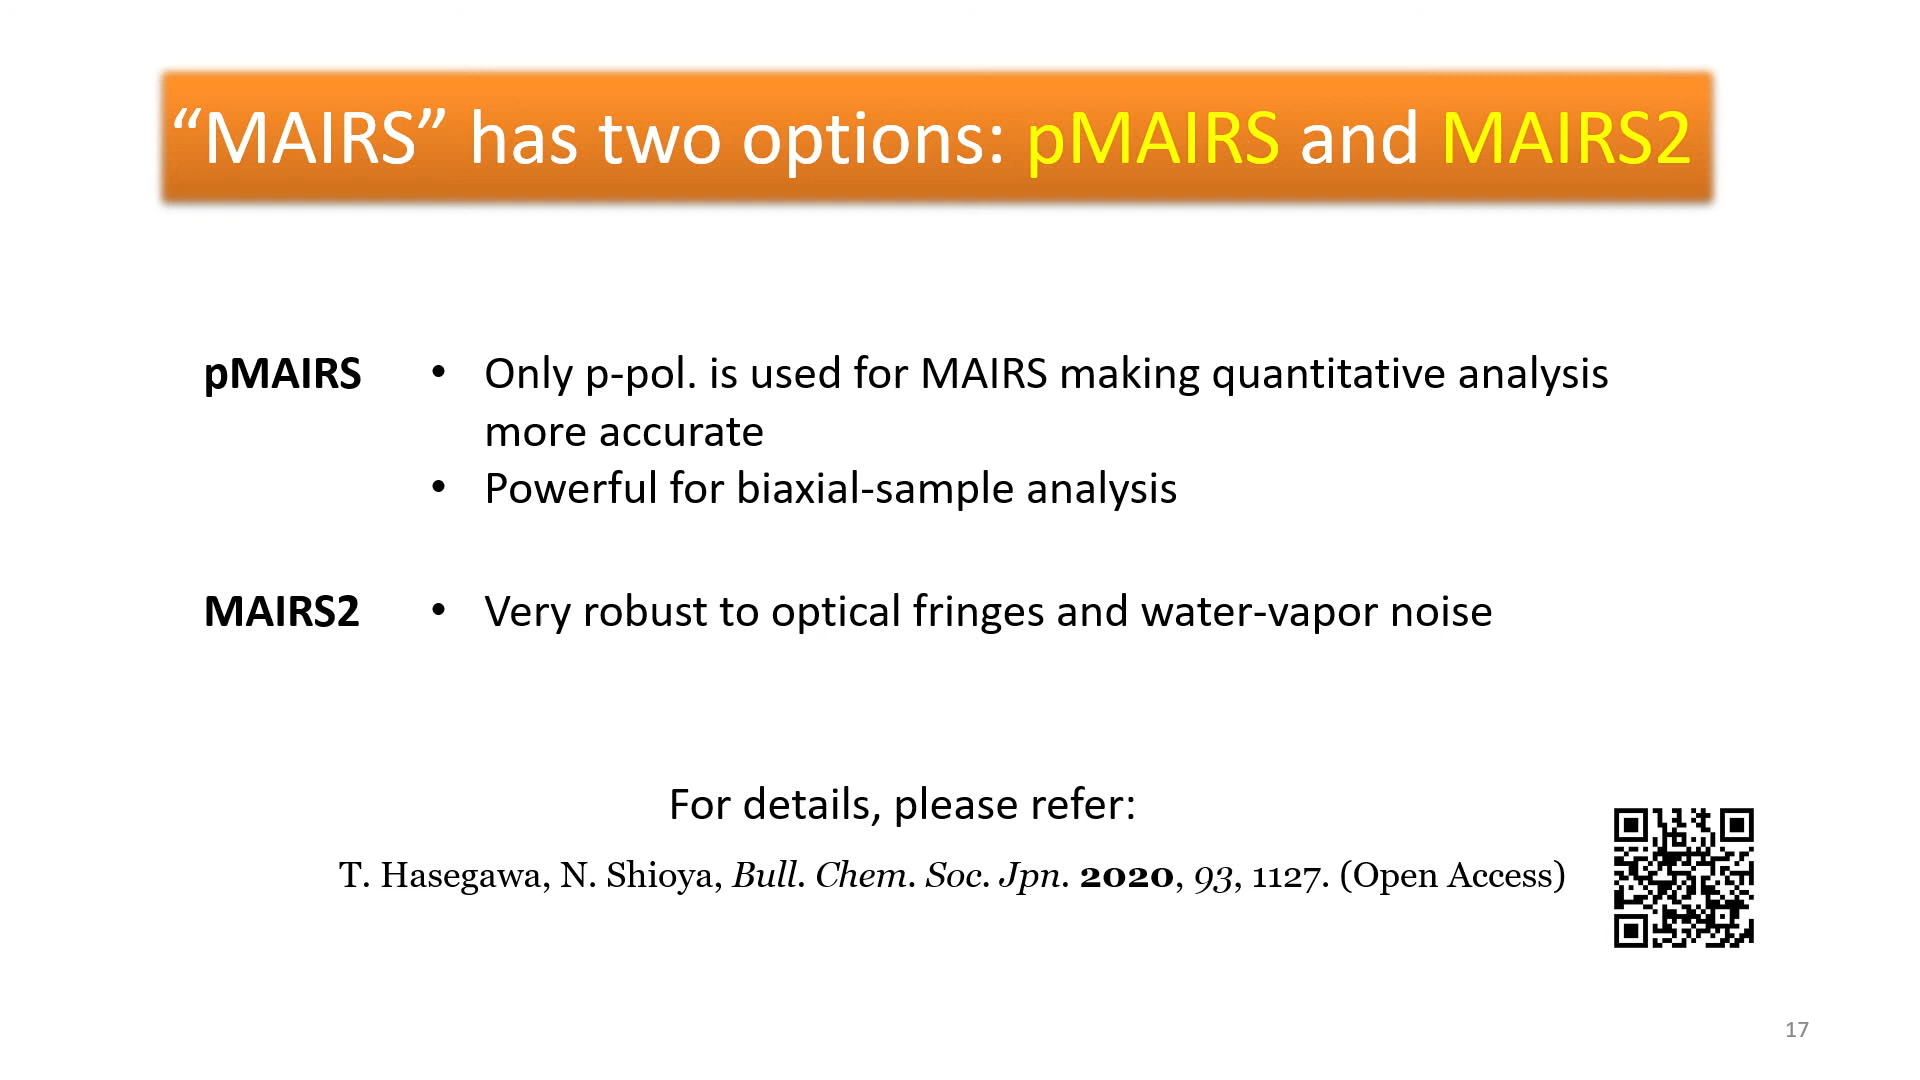 “MAIRS” has two options: pMAIRS and MAIRS2
pMAIRS • Only p-pol. is used for MAIRS making quantitative analysis
more accurate
• Powerful for biaxial-sample analysis
MAIRS2 • Very robust to optical fringes and water-vapor noise
For details, please refer:
T. Hasegawa, N. Shioya, Bull. Chem. Soc. Jpn. 2020, 93, 1127. (Open Access)
17